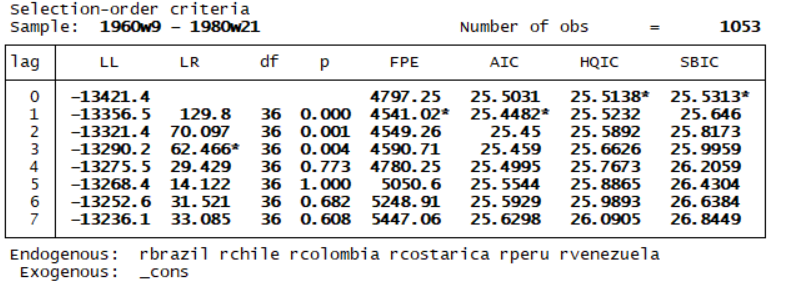 Selection-order criteria
Sample: 1960w9 - 1980w21 Number of obs = 1053
lag LL LR df p FPE AIC HQIC SBIC
0 -13421.4 4797.25 25.5031 25.5138* 25.5313*
1 -13356.5 129.8 36 0.000 4541.02* 25.4482* 25.5232 25.646
2 -13321.4 70.097 36 0.001 4549.26 25.45 25.5892 25.8173
3 -13290.2 62.466* 36 0.004 4590.71 25.459 25.6626 25.9959
4 -13275.5 29.429 36 0.773 4780.25 25.4995 25.7673 26.2059
5 -13268.4 14.122 36 1.000 5050.6 25.5544 25.8865 26.4304
6 -13252.6 31.521 36 0.682 5248.91 25.5929 25.9893 26.6384
7 -13236.1 33.085 36 0.608 5447.06 25.6298 26.0905 26.8449
Endogenous: rbrazil rchile rcolombia rcostarica rperu rvenezuela
Exogenous: _cons